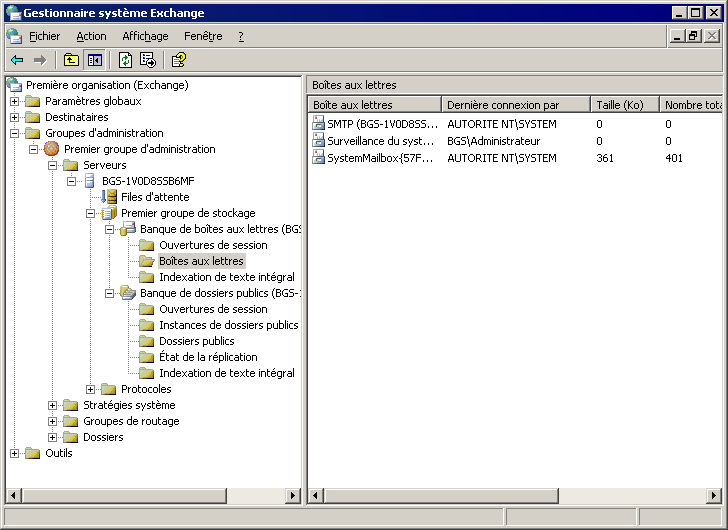 Gestionnaire système Exchange
Fichier Action Affichage Fenêtre ?
Première organisation (Exchange)
Paramètres globaux
Destinataires
Groupes d'administration
Premier groupe d'administration
Serveurs
BGS-1V0D8SSB6MF
Files d'attente
Premier groupe de stockage
Banque de boîtes aux lettres (BGS
Ouvertures de session
Boîtes aux lettres
Indexation de texte intégral
Banque de dossiers publics (BGS-1
Ouvertures de session
Instances de dossiers publics
Dossiers publics
État de la réplication
Indexation de texte intégral
Protocoles
Stratégies système
Groupes de routage
Dossiers
Outils
Boîtes aux lettres
Boîte aux lettres Dernière connexion par Taille (Ko) Nombre tota
SMTP (BGS-1V0D8SS... AUTORITE NT\SYSTEM 0 0
Surveillance du syst... BGS\Administrateur 0 0
SystemMailbox{57F... AUTORITE NT\SYSTEM 361 401